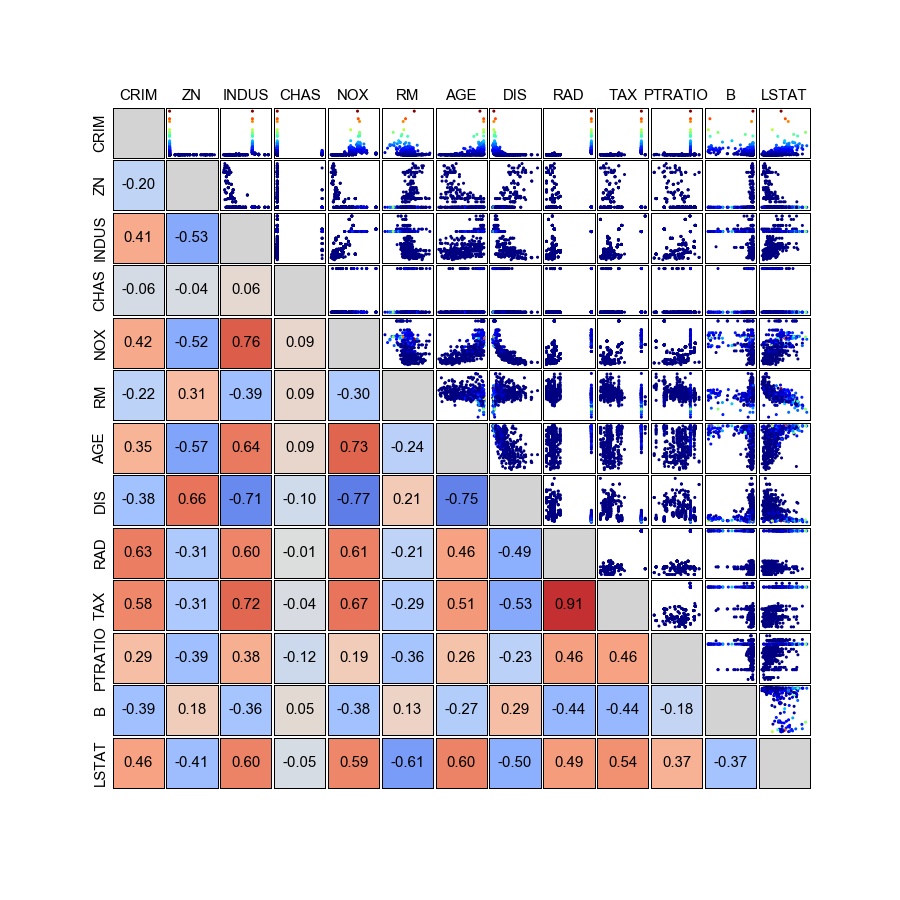 CRIM ZN INDUS CHAS NOX RM AGE DIS RAD TAX PTRATIO B LSTAT
CRIM
ZN -0.20
INDUS 0.41 -0.53
CHAS -0.06 -0.04 0.06
NOX 0.42 -0.52 0.76 0.09
RM -0.22 0.31 -0.39 0.09 -0.30
AGE 0.35 -0.57 0.64 0.09 0.73 -0.24
DIS -0.38 0.66 -0.71 -0.10 -0.77 0.21 -0.75
RAD 0.63 -0.31 0.60 -0.01 0.61 -0.21 0.46 -0.49
TAX 0.58 -0.31 0.72 -0.04 0.67 -0.29 0.51 -0.53 0.91
PTRATIO 0.29 -0.39 0.38 -0.12 0.19 -0.36 0.26 -0.23 0.46 0.46
B -0.39 0.18 -0.36 0.05 -0.38 0.13 -0.27 0.29 -0.44 -0.44 -0.18
LSTAT 0.46 -0.41 0.60 -0.05 0.59 -0.61 0.60 -0.50 0.49 0.54 0.37 -0.37